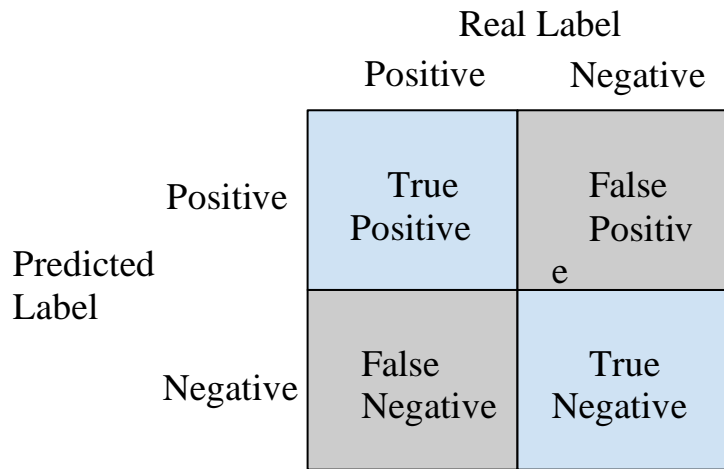 Real Label
Positive Negative
Positive
True
Positive
False
Positiv
e
Predicted
Label
Negative
False
Negative
True
Negative